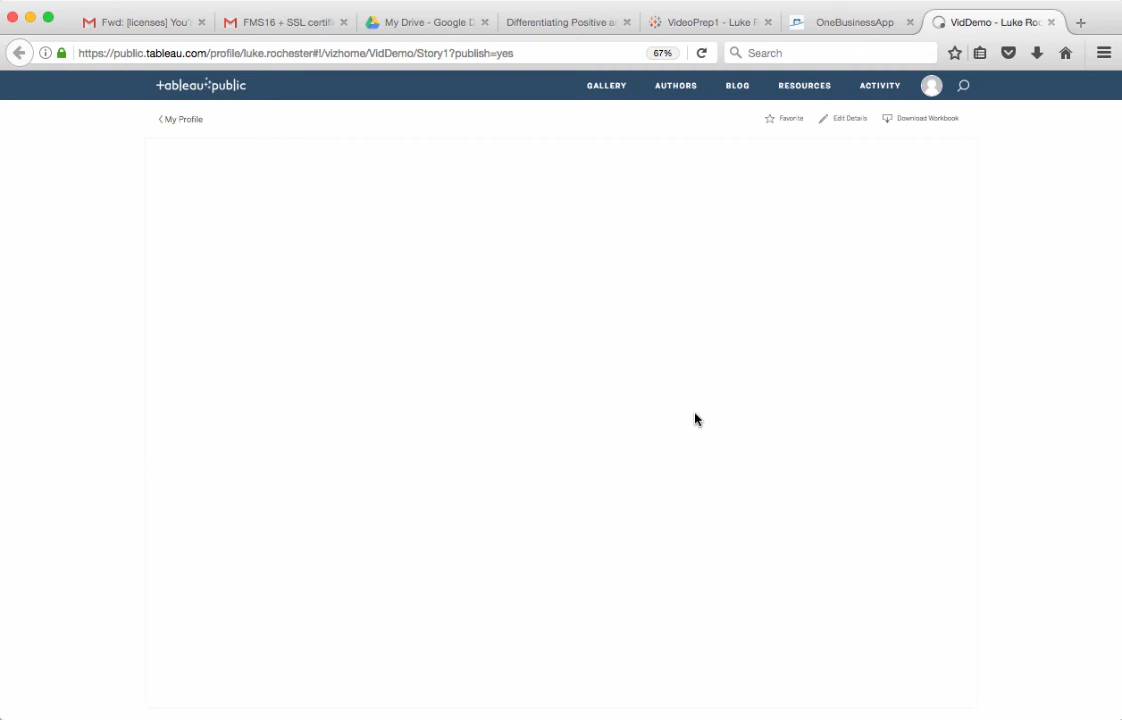 Fwd: [licenses] You'
FMS16 + SSL certifi
My Drive - Google D
Differentiating Positive a
VideoPrep1 - Luke R
OneBusinessApp
VidDemo - Luke Roc
https://public.tableau.com/profile/luke.rochester#!/vizhome/VidDemo/Story1?publish=yes
67%
Search
+ableau public
GALLERY
AUTHORS
BLOG
RESOURCES
ACTIVITY
My Profile
Favorite
Edit Details
Download Workbook